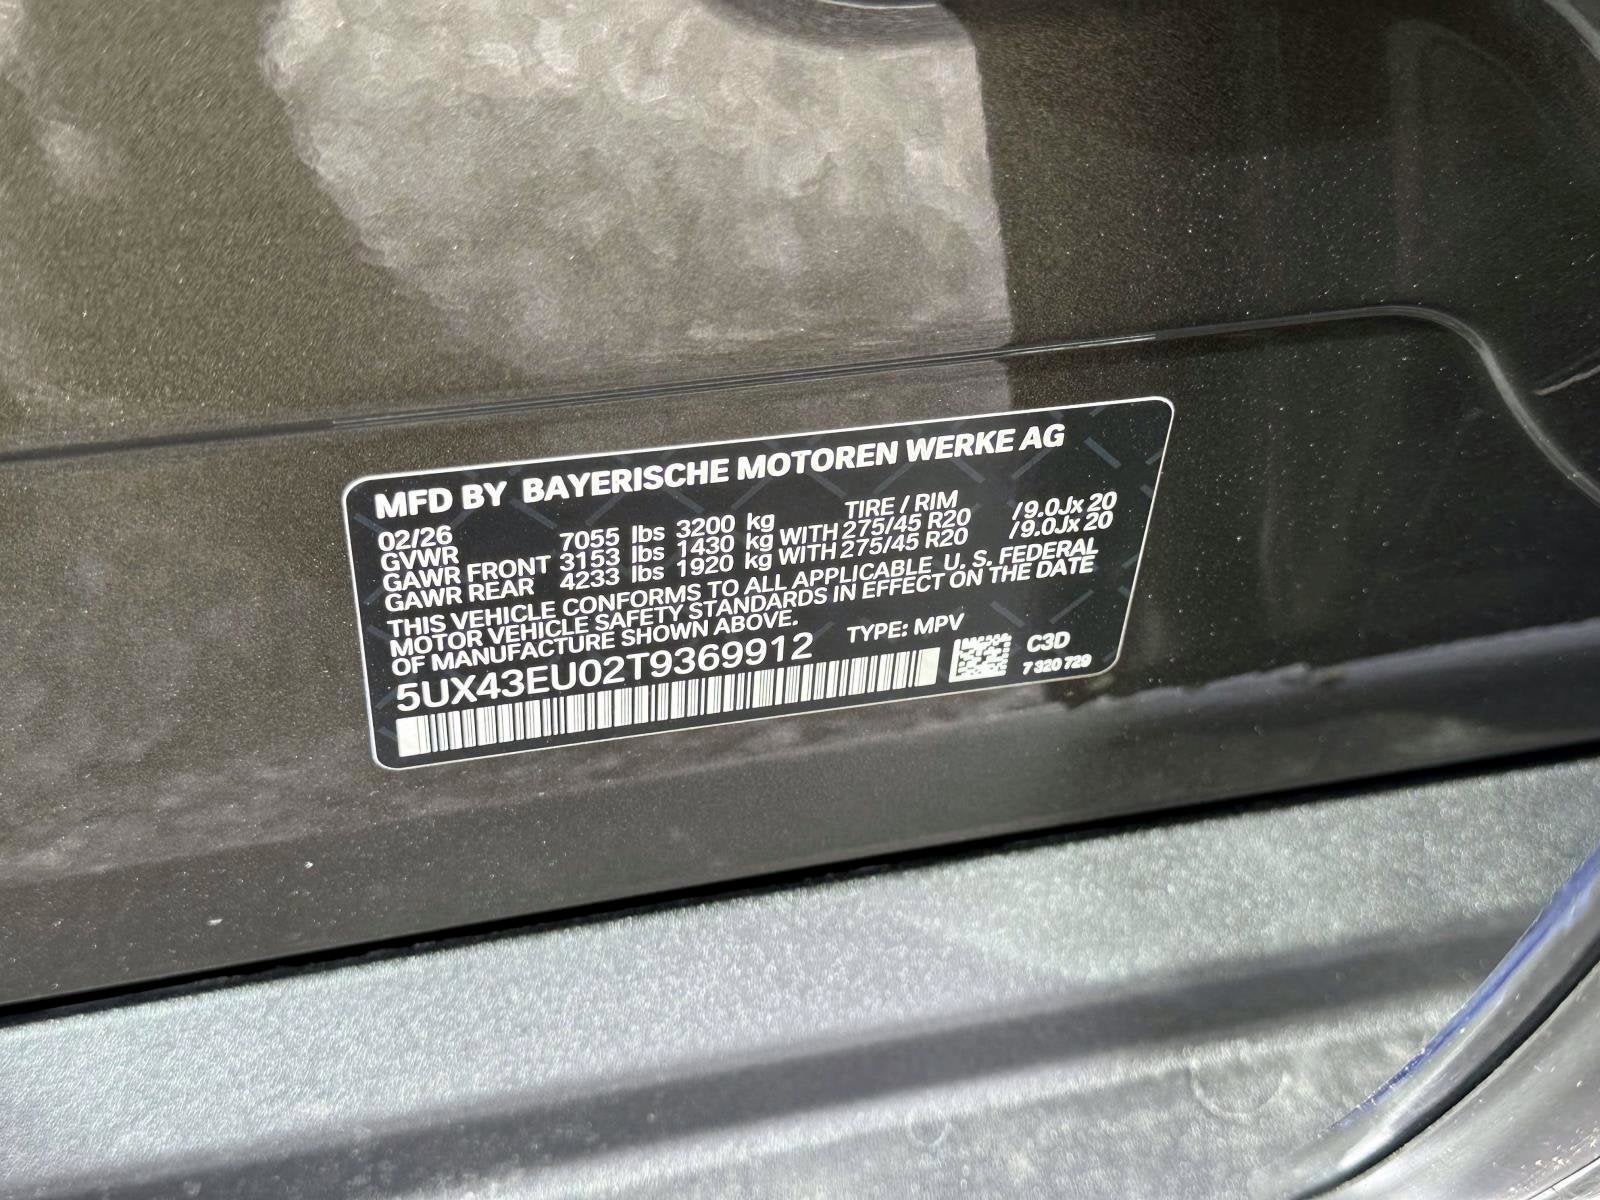 MFD BY BAYERISCHE MOTOREN WERKE AG
02/26 TIRE / RIM
GVWR 7055 lbs 3200 kg
GAWR FRONT 3153 lbs 1430 kg WITH 275/45 R20 /9.0Jx 20
GAWR REAR 4233 lbs 1920 kg WITH 275/45 R20 /9.0Jx 20
THIS VEHICLE CONFORMS TO ALL APPLICABLE U. S. FEDERAL
MOTOR VEHICLE SAFETY STANDARDS IN EFFECT ON THE DATE
OF MANUFACTURE SHOWN ABOVE.
5UX43EU02T9369912 TYPE: MPV
C3D
7 320 729